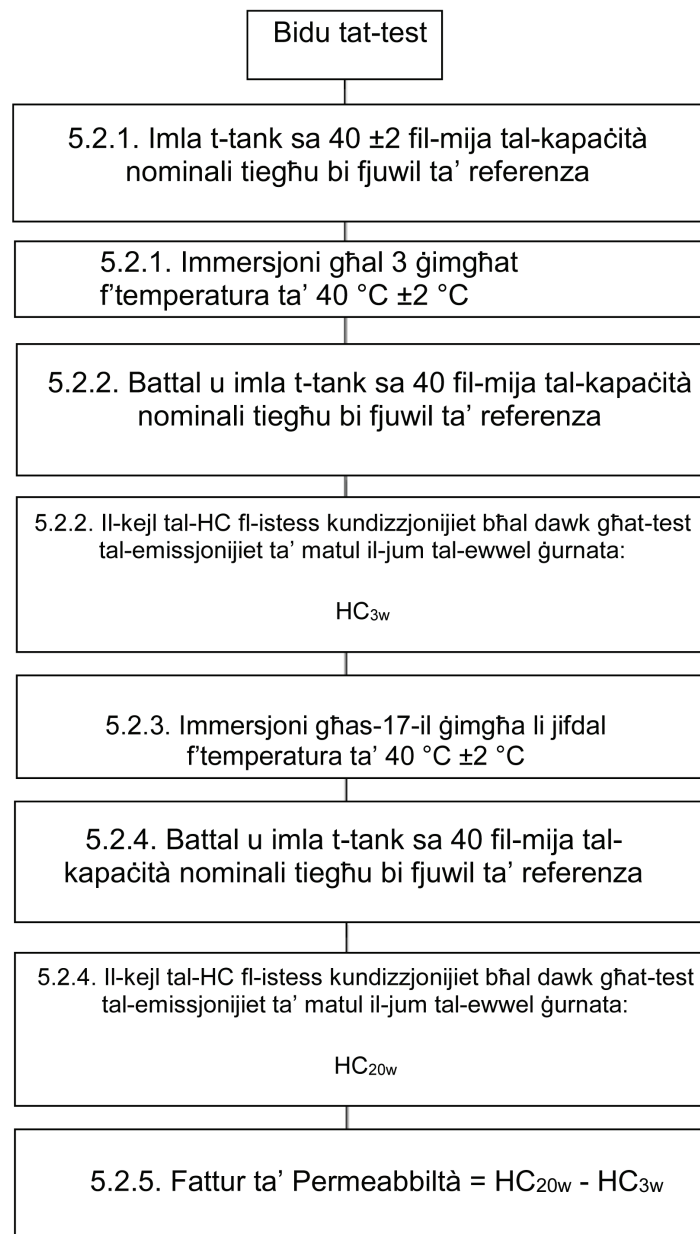 Bidu tat-test
5.2.1. Imla t-tank sa 40 ±2 fil-mija tal-kapaċità
nominali tiegħu bi fjuwil ta’ referenza
5.2.1. Immersjoni għal 3 ġimgħat
f’temperatura ta’ 40 °C ±2 °C
5.2.2. Battal u imla t-tank sa 40 fil-mija tal-kapaċità
nominali tiegħu bi fjuwil ta’ referenza
5.2.2. Il-kejl tal-HC fl-istess kundizzjonijiet bħal dawk għat-test
tal-emissjonijiet ta’ matul il-jum tal-ewwel ġurnata:
HC3w
5.2.3. Immersjoni għas-17-il ġimgħa li jifdal
f’temperatura ta’ 40 °C ±2 °C
5.2.4. Battal u imla t-tank sa 40 fil-mija tal-
kapaċità nominali tiegħu bi fjuwil ta’ referenza
5.2.4. Il-kejl tal-HC fl-istess kundizzjonijiet bħal dawk għat-test
tal-emissjonijiet ta’ matul il-jum tal-ewwel ġurnata:
HC20w
5.2.5. Fattur ta’ Permeabbiltà = HC20w - HC3w